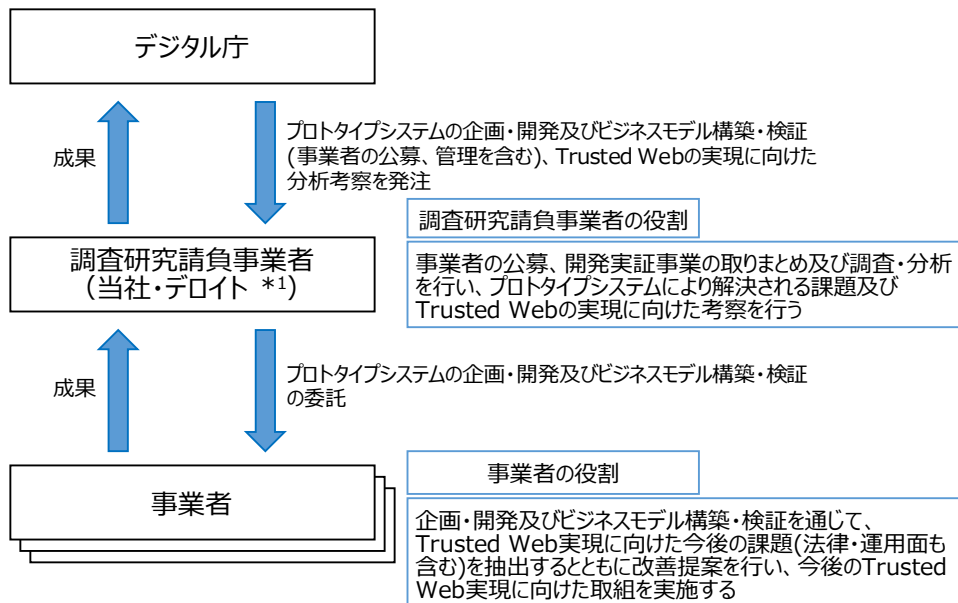 デジタル庁
成果
プロトタイプシステムの企画・開発及びビジネスモデル構築・検証
(事業者の公募、管理を含む)、Trusted Webの実現に向けた
分析考察を発注
調査研究請負事業者
(当社・デロイト *1)
調査研究請負事業者の役割
事業者の公募、開発実証事業の取りまとめ及び調査・分析
を行い、プロトタイプシステムにより解決される課題及び
Trusted Webの実現に向けた考察を行う
成果
プロトタイプシステムの企画・開発及びビジネスモデル構築・検証
の委託
事業者
事業者の役割
企画・開発及びビジネスモデル構築・検証を通じて、
Trusted Web実現に向けた今後の課題(法律・運用面も
含む)を抽出するとともに改善提案を行い、今後のTrusted
Web実現に向けた取組を実施する